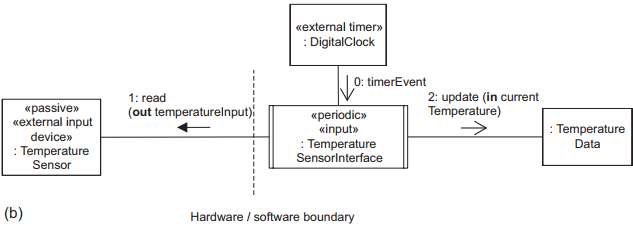 «external timer»
: DigitalClock
0: timerEvent
1: read
(out temperatureInput)
2: update (in current
Temperature)
«passive»
«external input
device»
: Temperature
Sensor
«periodic»
«input»
: Temperature
SensorInterface
: Temperature
Data
(b)
Hardware / software boundary